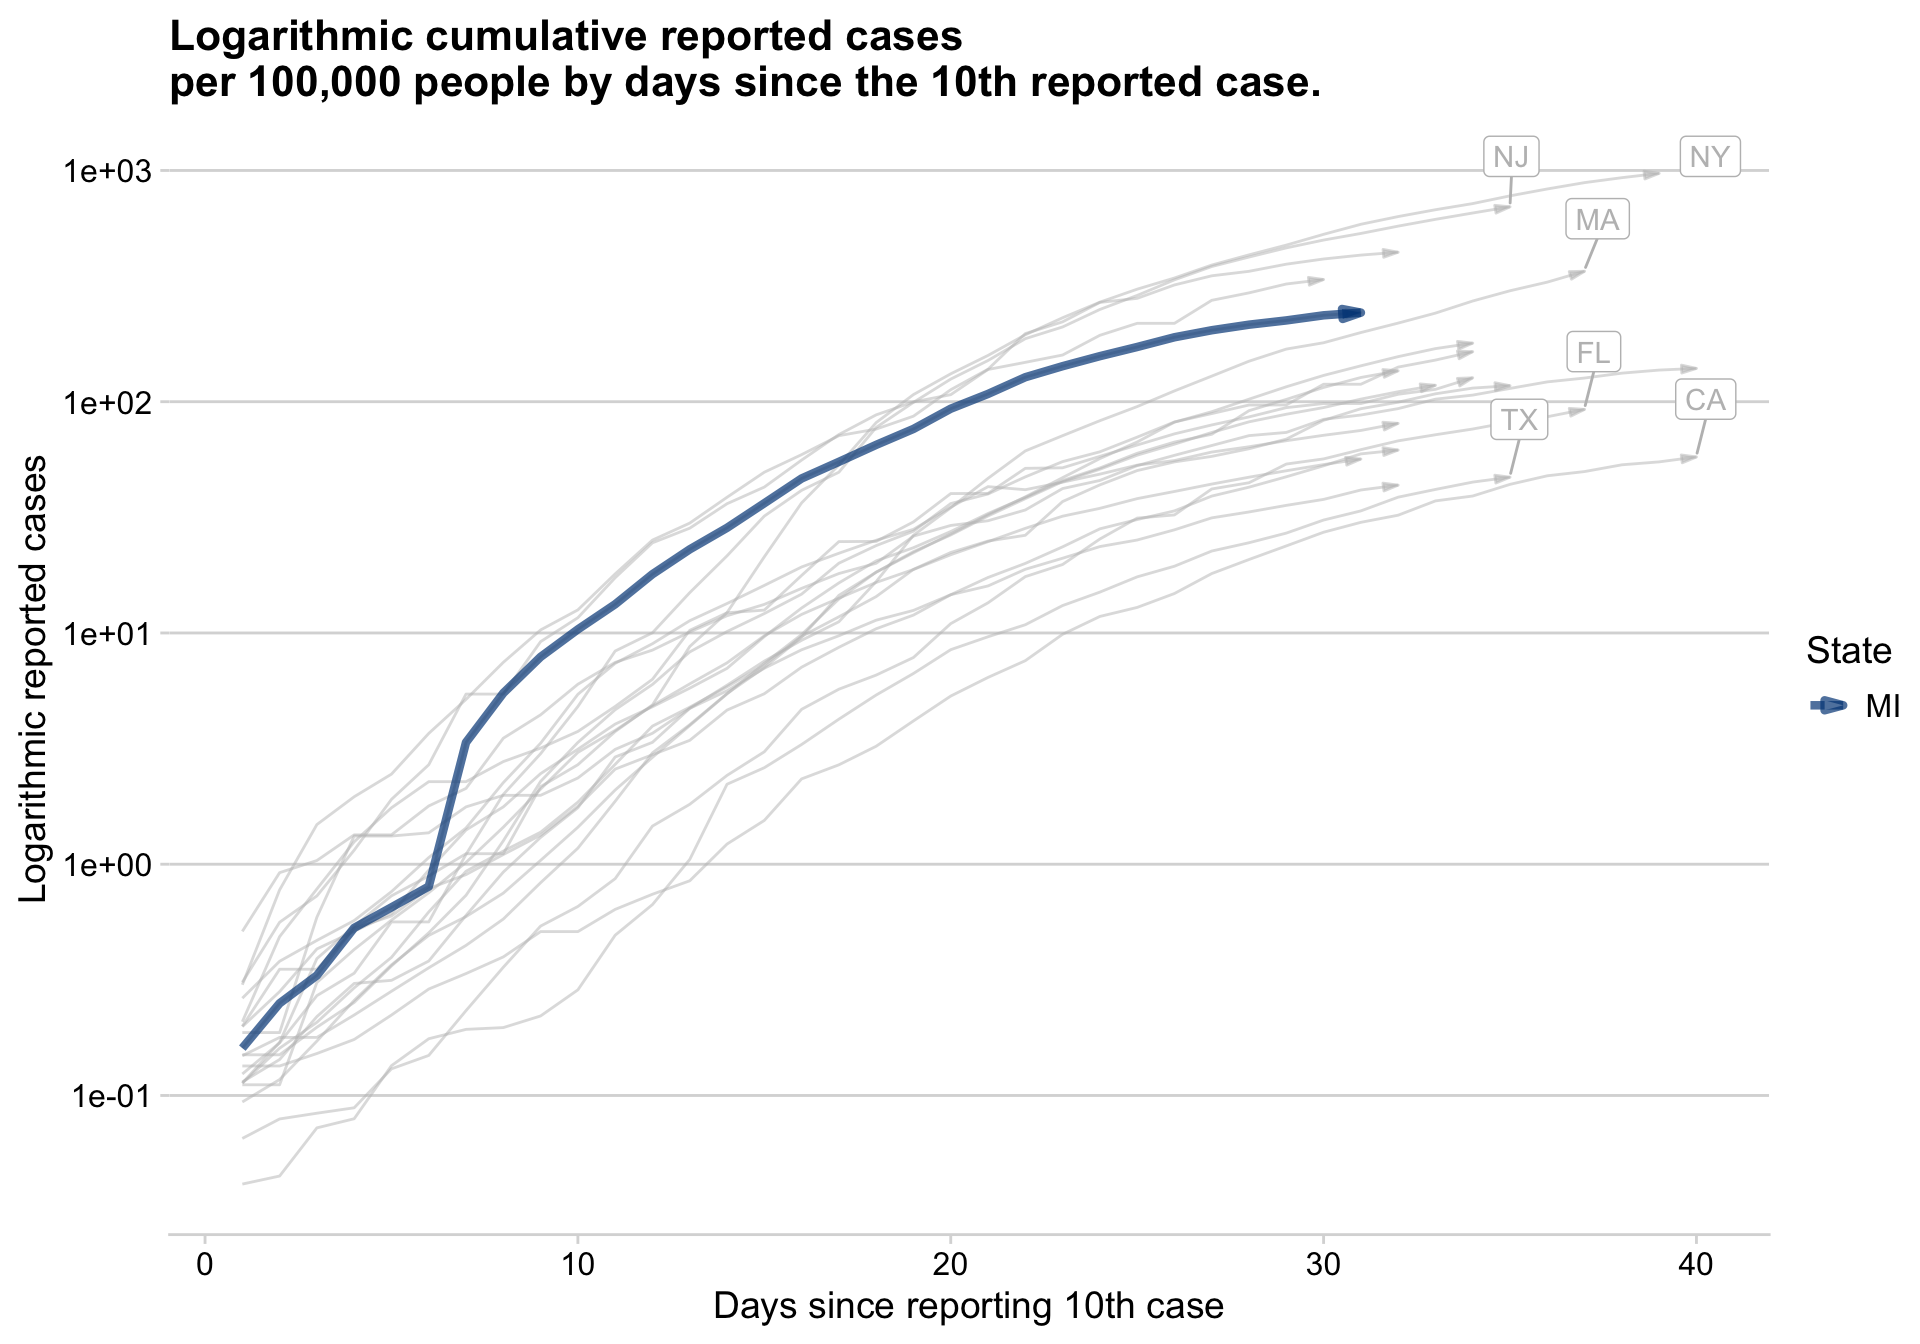 Logarithmic cumulative reported cases
per 100,000 people by days since the 10th reported case.
Logarithmic reported cases
1e+03
1e+02
1e+01
1e+00
1e-01
NJ
NY
MA
FL
CA
TX
State
MI
0
10
20
30
40
Days since reporting 10th case